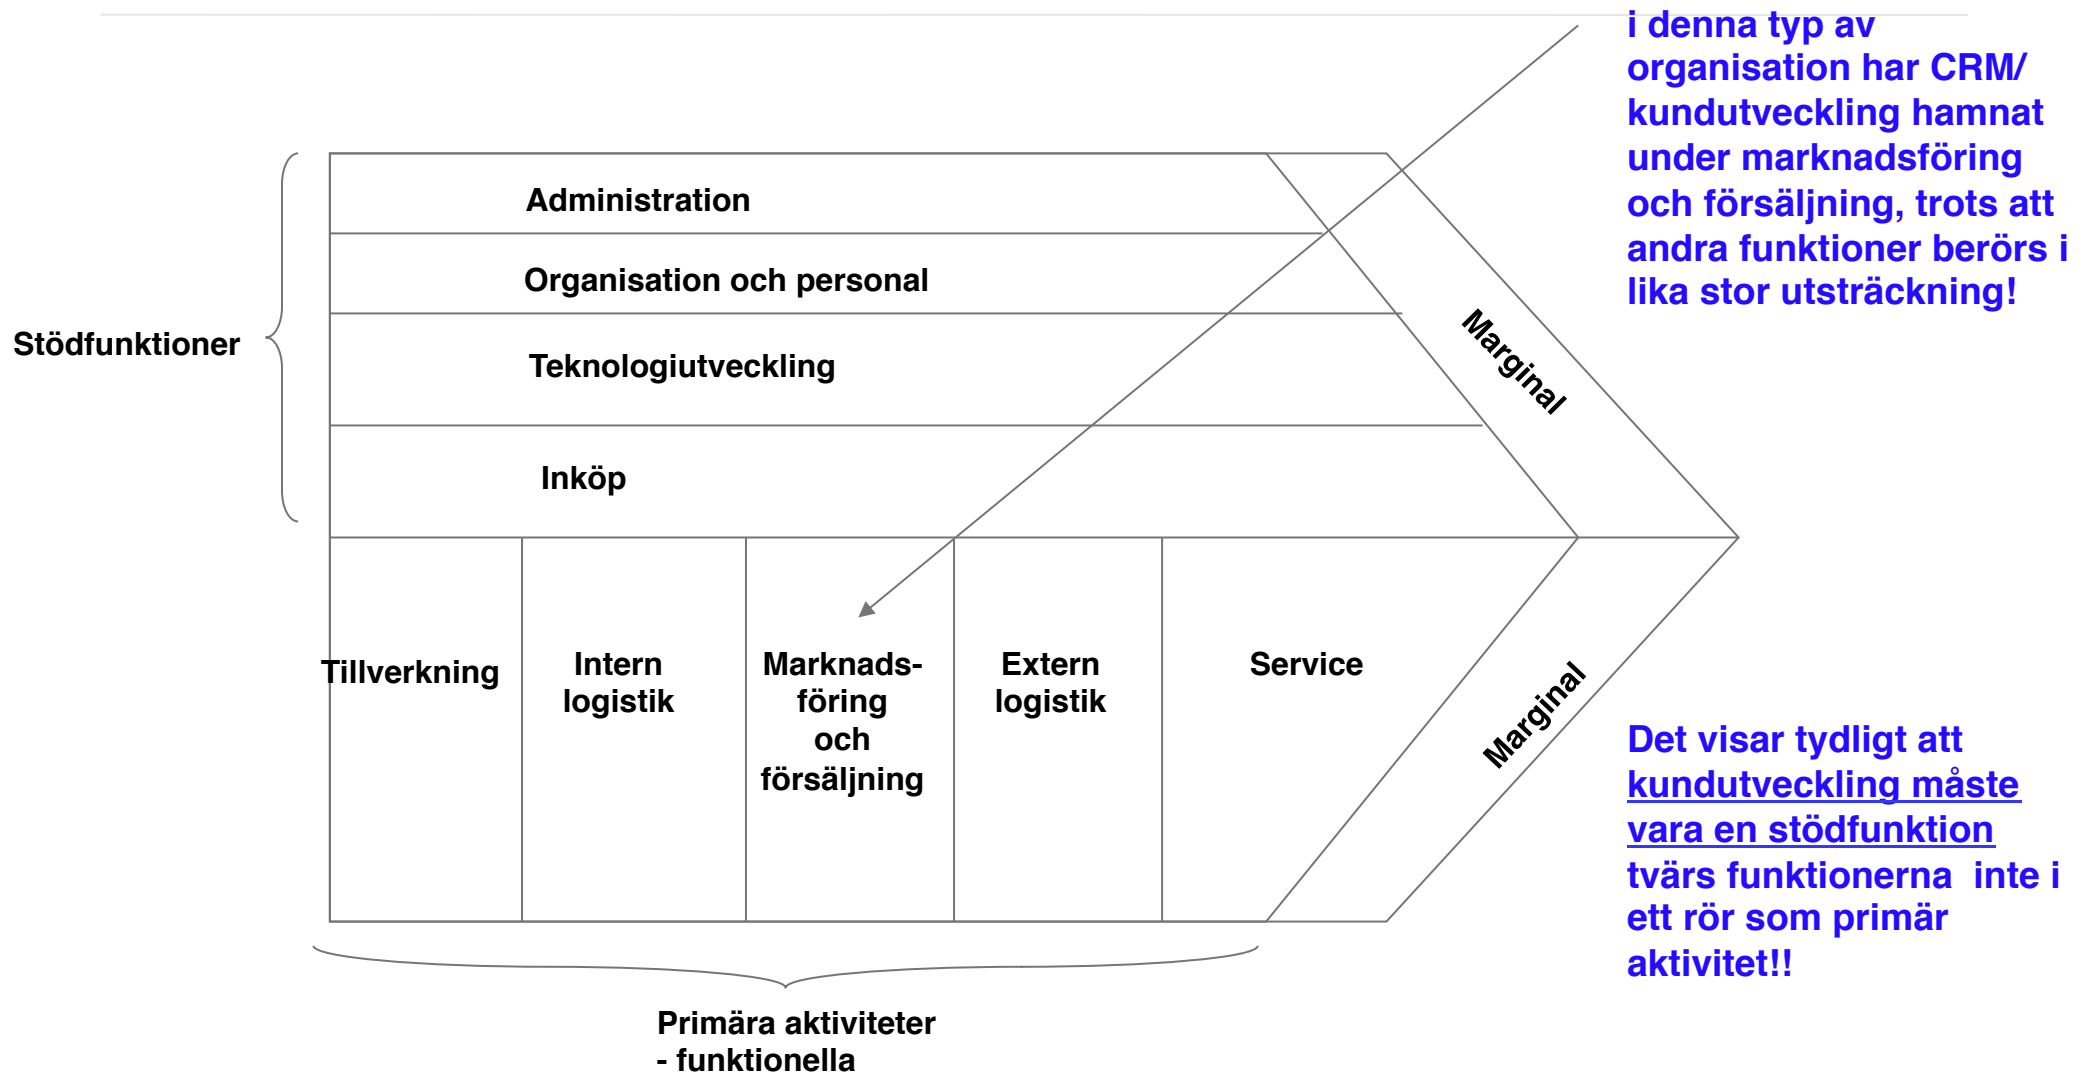 i denna typ av
organisation har CRM/
kundutveckling hamnat
under marknadsföring
och försäljning, trots att
andra funktioner berörs i
lika stor utsträckning!
Administration
Organisation och personal
Stödfunktioner
Teknologiutveckling
Marginal
Inköp
Tillverkning
Intern
logistik
Marknads-
föring
och
försäljning
Extern
logistik
Service
Marginal
Det visar tydligt att
kundutveckling måste
vara en stödfunktion
tvärs funktionerna  inte i
ett rör som primär
aktivitet!!
Primära aktiviteter
- funktionella